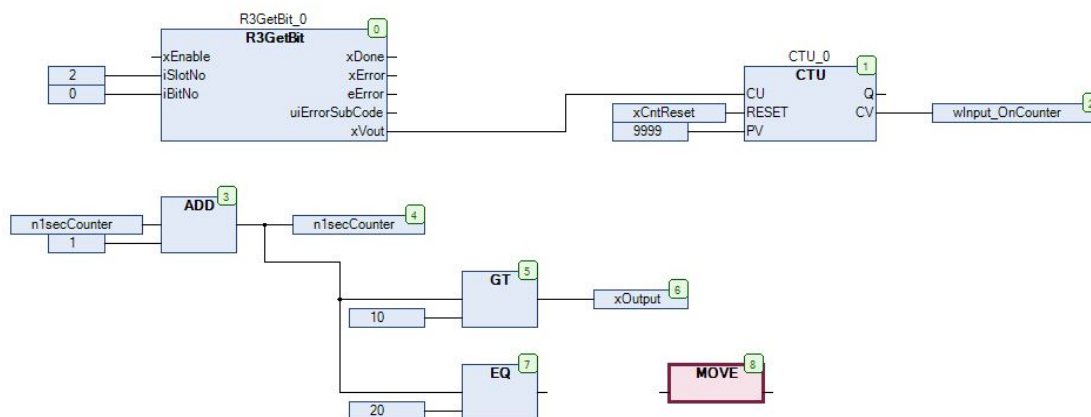 R3GetBit_0
0
R3GetBit
xEnable xDone
2 iSlotNo xError
0 iBitNo eError
uiErrorSubCode
xVout
CTU_0
1
CTU
CU Q
2
xCntReset RESET CV wInput_OnCounter
9999 PV
3
ADD
4
n1secCounter n1secCounter
1
5
GT
6
xOutput
10
7
EQ
8
MOVE
20